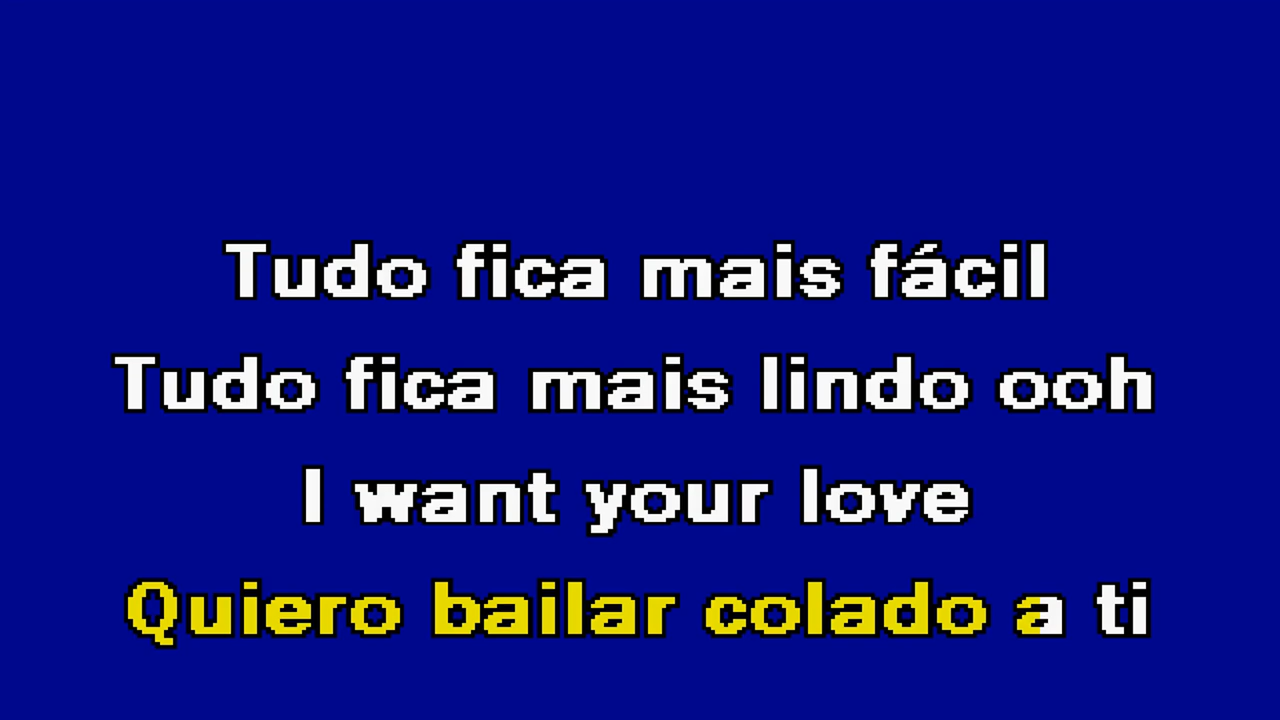 Tudo fica mais fácil
Tudo fica mais lindo ooh
I want your love
Quiero bailar colado a ti